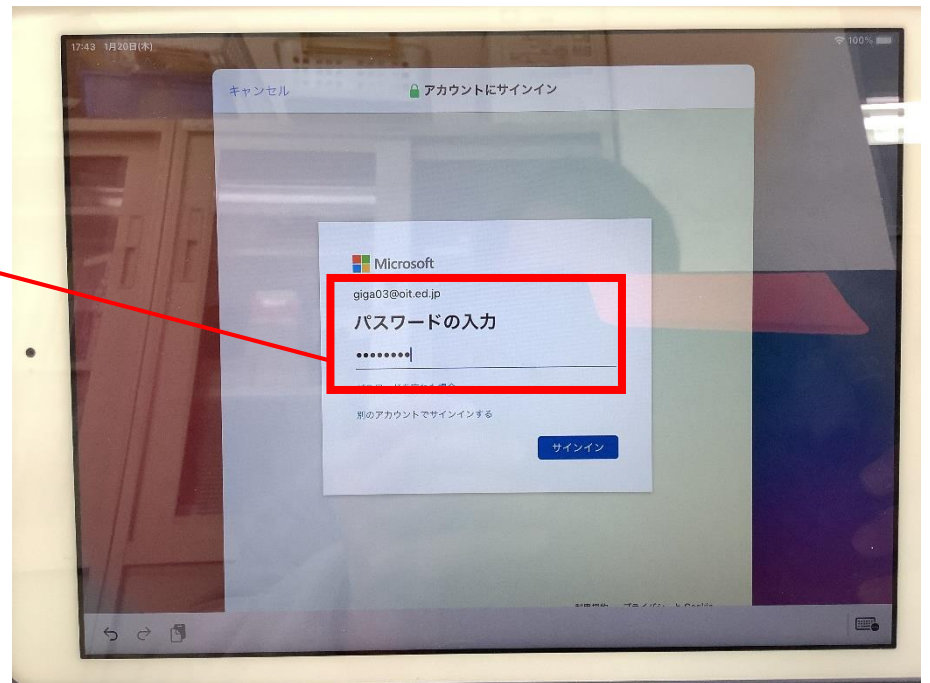 17:43 1月20日(木)
100%
キャンセル
アカウントにサインイン
Microsoft
giga03@oit.ed.jp
パスワードの入力
••••••••
別のアカウントでサインインする
サインイン